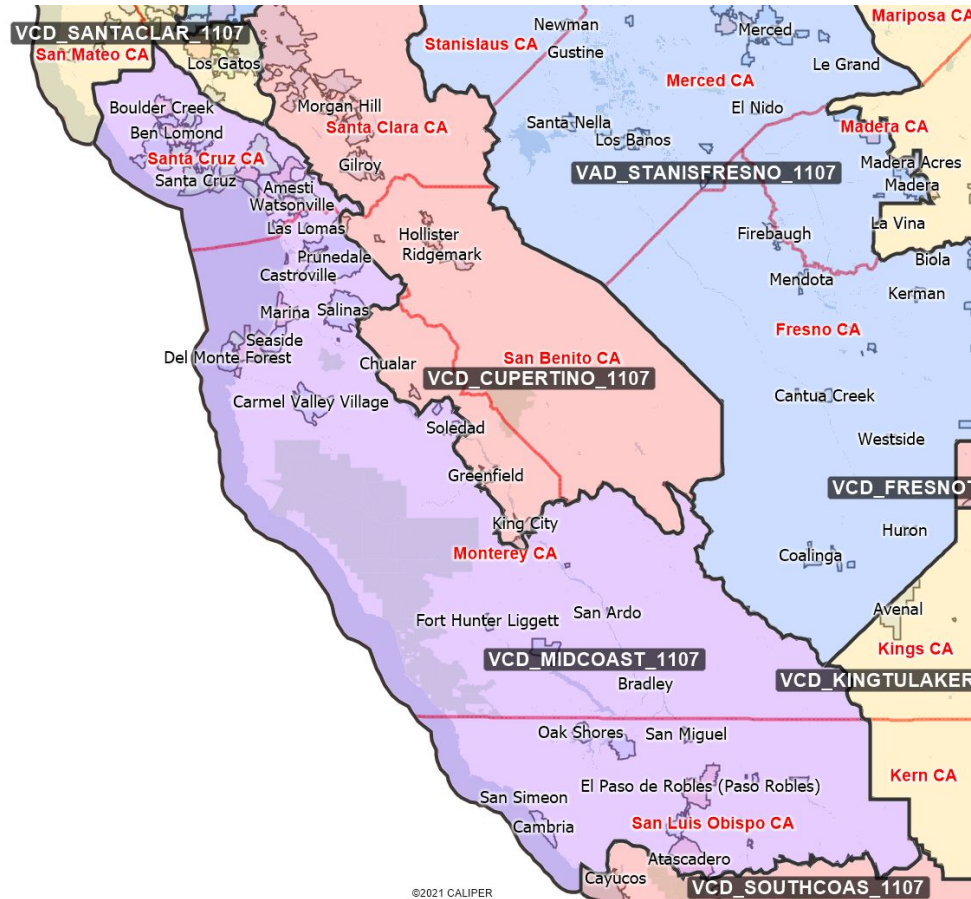 Newman
Merced
Mariposa CA
VCD_SANTACLAR_1107
Stanislaus CA
Gustine
San Mateo CA
Los Gatos
Le Grand
Merced CA
Boulder Creek
Morgan Hill
El Nido
Ben Lomond
Santa Clara CA
Santa Nella
Madera CA
Los Banos
Santa Cruz CA
Gilroy
Madera Acres
VAD_STANISFRESNO_1107
Santa Cruz
Amesti
Madera
Watsonville
Las Lomas
Hollister
Firebaugh
La Vina
Ridgemark
Prunedale
Biola
Castroville
Mendota
Kerman
Marina
Salinas
Fresno CA
Seaside
Del Monte Forest
Chualar
San Benito CA
VCD_CUPERTINO_1107
Carmel Valley Village
Cantua Creek
Soledad
Westside
Greenfield
VCD_FRESNOT
King City
Huron
Monterey CA
Coalinga
Avenal
Fort Hunter Liggett
San Ardo
Kings CA
VCD_MIDCOAST_1107
VCD_KINGTULAKER
Bradley
Oak Shores
San Miguel
Kern CA
El Paso de Robles (Paso Robles)
San Simeon
Cambria
San Luis Obispo CA
Atascadero
Cayucos
VCD_SOUTHCOAS_1107
©2021 CALIPER